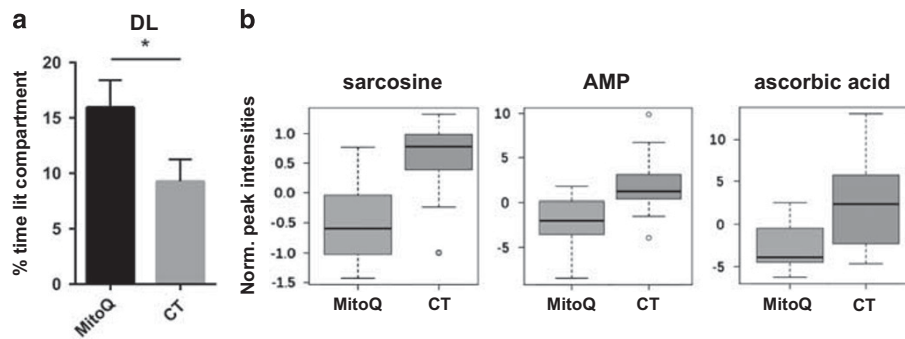 a
DL
*
% time lit compartment
20
15
10
5
0
MitoQ
CT
b
Norm. peak intensities
sarcosine
1.0
0.5
0.0
-0.5
-1.0
-1.5
MitoQ CT
AMP
10
5
0
-5
MitoQ CT
ascorbic acid
10
5
0
-5
MitoQ CT